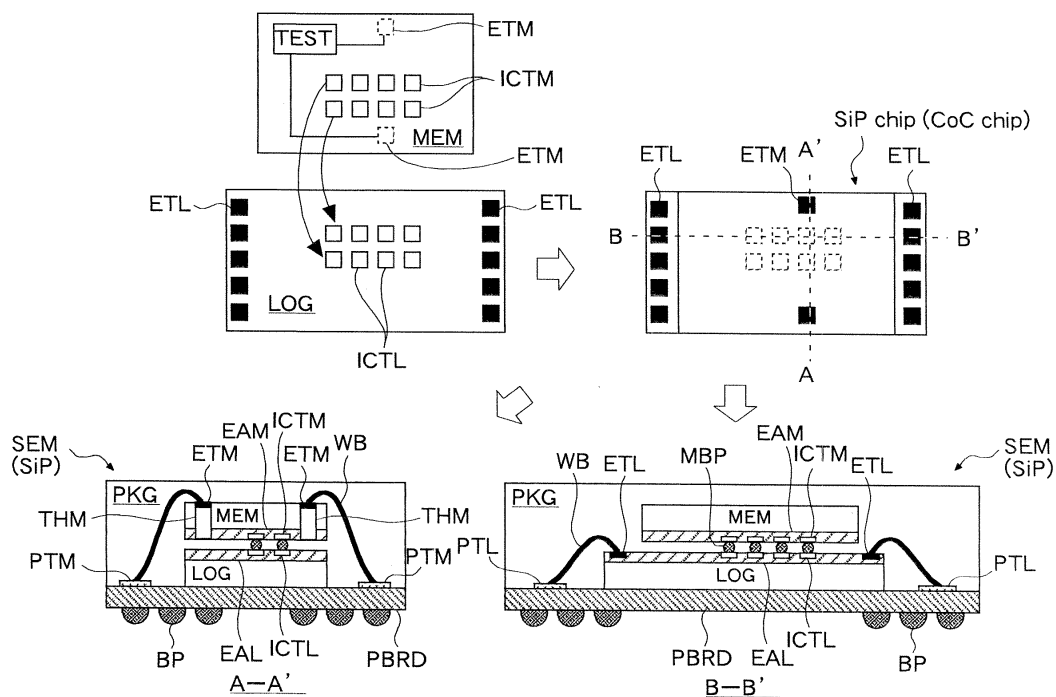 ETM
TEST
ICTM
MEM
ETM
SiP chip (CoC chip)
A'
ETL
ETL
ETL
ETM
ETL
B
B'
LOG
ICTL
A
SEM
(SiP)
EAM
ICTM
ETM
ETM
WB
PKG
THM
MEM
THM
PTM
LOG
PTM
BP
EAL
ICTL
PBRD
A-A'
SEM
(SiP)
WB
ETL
MBP
EAM
ICTM
ETL
PKG
MEM
PTL
LOG
PTL
PBRD
EAL
ICTL
BP
B-B'